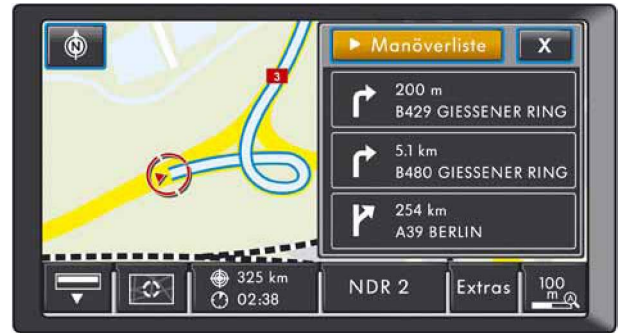 N
Manöverliste
X
3
200 m
B429 GIESSENER RING
5.1 km
B480 GIESSENER RING
254 km
A39 BERLIN
325 km
02:38
NDR 2
Extras
100
m
A